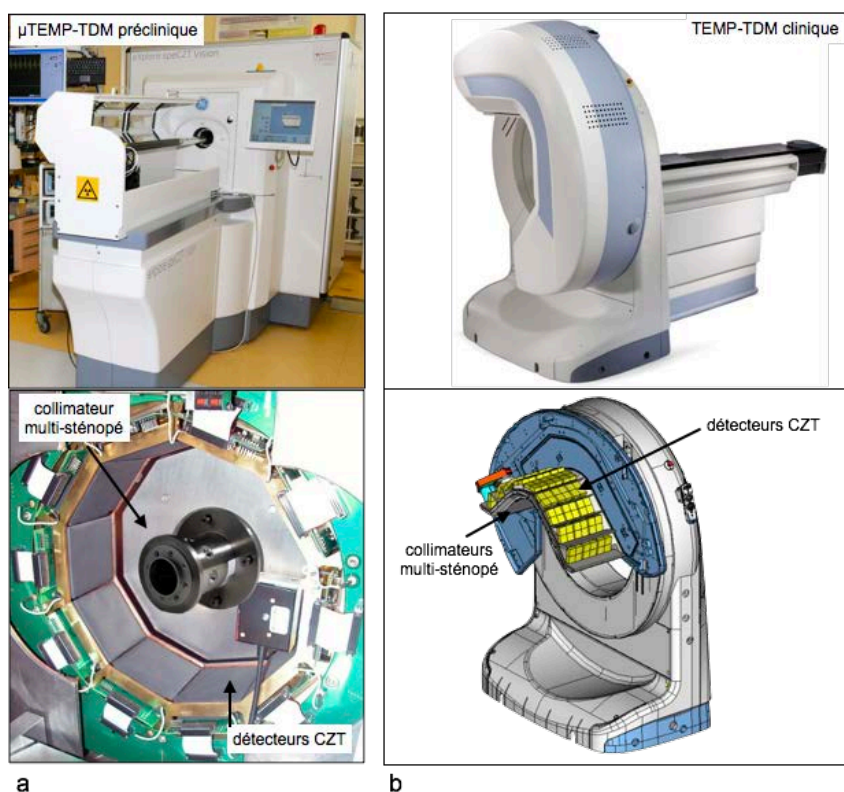 µTEMP-TDM préclinique
TEMP-TDM clinique
collimateur
multi-sténopé
détecteurs CZT
détecteurs CZT
collimateurs
multi-sténopé
a
b